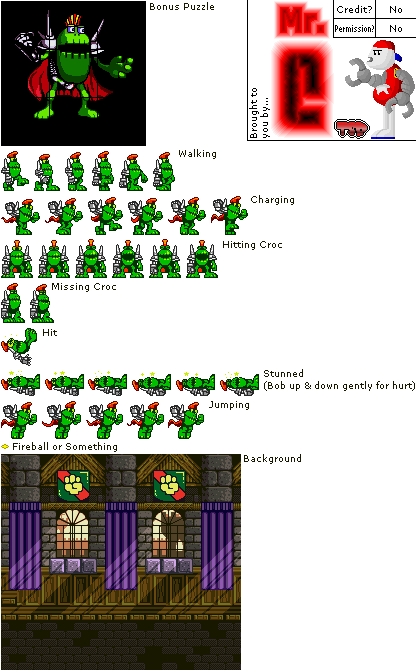 Bonus Puzzle
Brought to
you by...
Mr.
C
Credit? No
Permission? No
Walking
Charging
Hitting Croc
Missing Croc
Hit
Stunned
(Bob up & down gently for hurt)
Jumping
Fireball or Something
Background